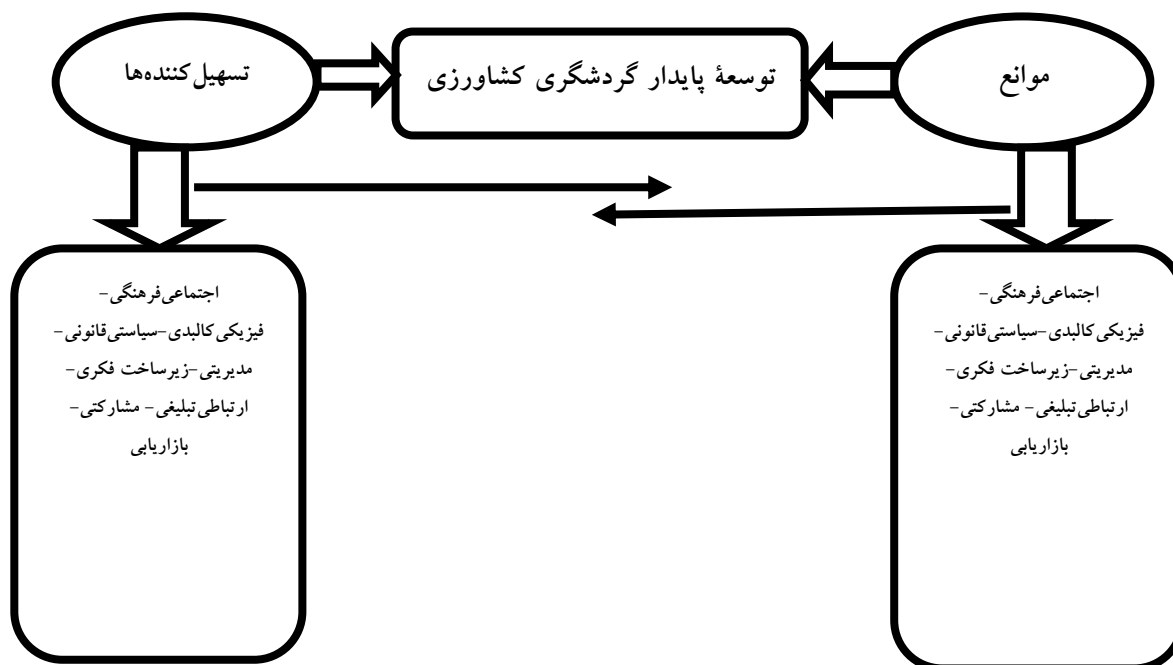 موانع
توسعۀ پایدار گردشگری کشاورزی
تسهیل‌کننده‌ها
اجتماعی‌فرهنگی-
فیزیکی‌کالبدی-سیاستی‌قانونی-
مدیریتی-زیرساخت فکری-
ارتباطی‌تبلیغی- مشارکتی-
بازاریابی
اجتماعی‌فرهنگی-
فیزیکی‌کالبدی-سیاستی‌قانونی-
مدیریتی-زیرساخت فکری-
ارتباطی‌تبلیغی- مشارکتی-
بازاریابی